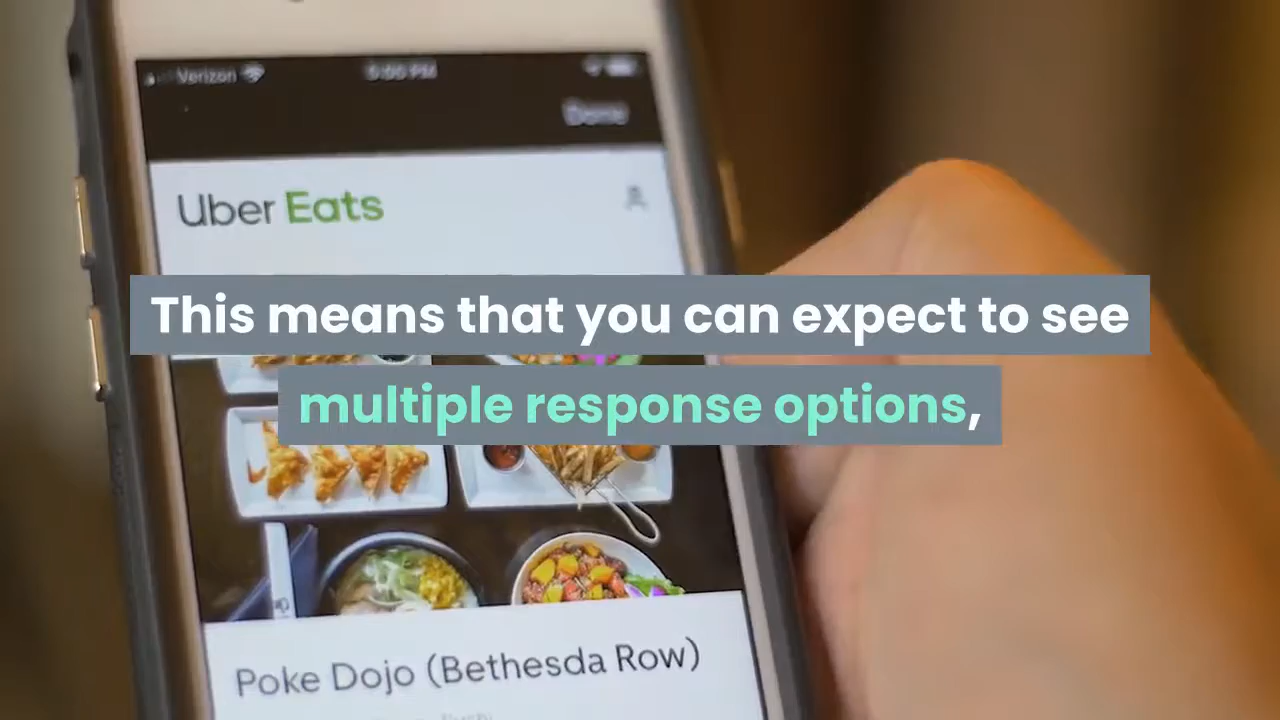 Verizon
Done
Uber Eats
This means that you can expect to see
multiple response options,
Poke Dojo (Bethesda Row)